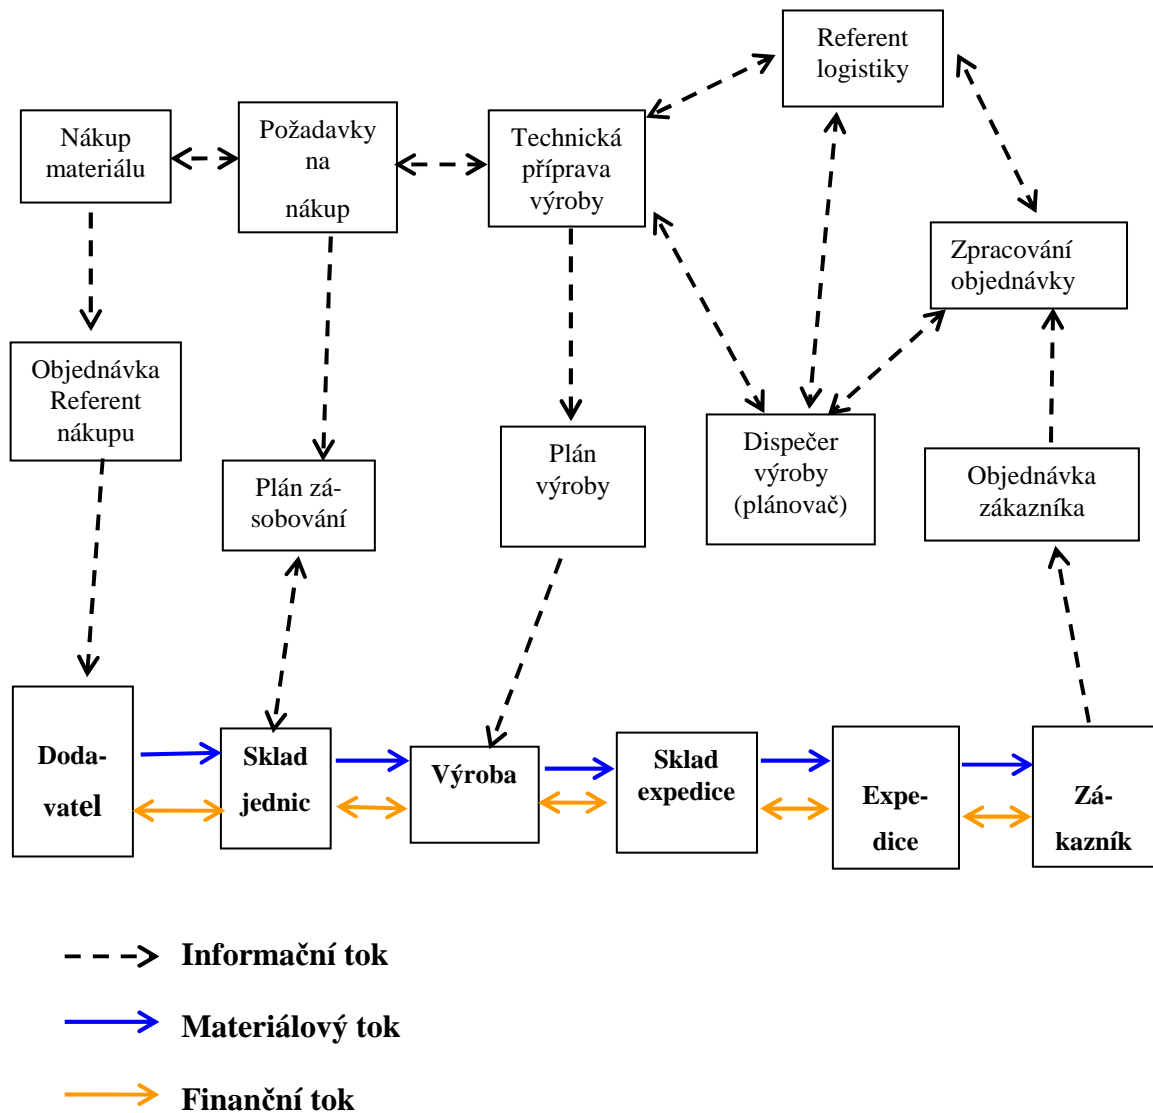 Referent
logistiky
Nákup
materiálu
Požadavky
na
nákup
Technická
příprava
výroby
Zpracování
objednávky
Objednávka
Referent
nákupu
Plán zá-
sobování
Plán
výroby
Dispečer
výroby
(plánovač)
Objednávka
zákazníka
Doda-
vatel
Sklad
jednic
Výroba
Sklad
expedice
Expe-
dice
Zá-
kazník
Informační tok
Materiálový tok
Finanční tok